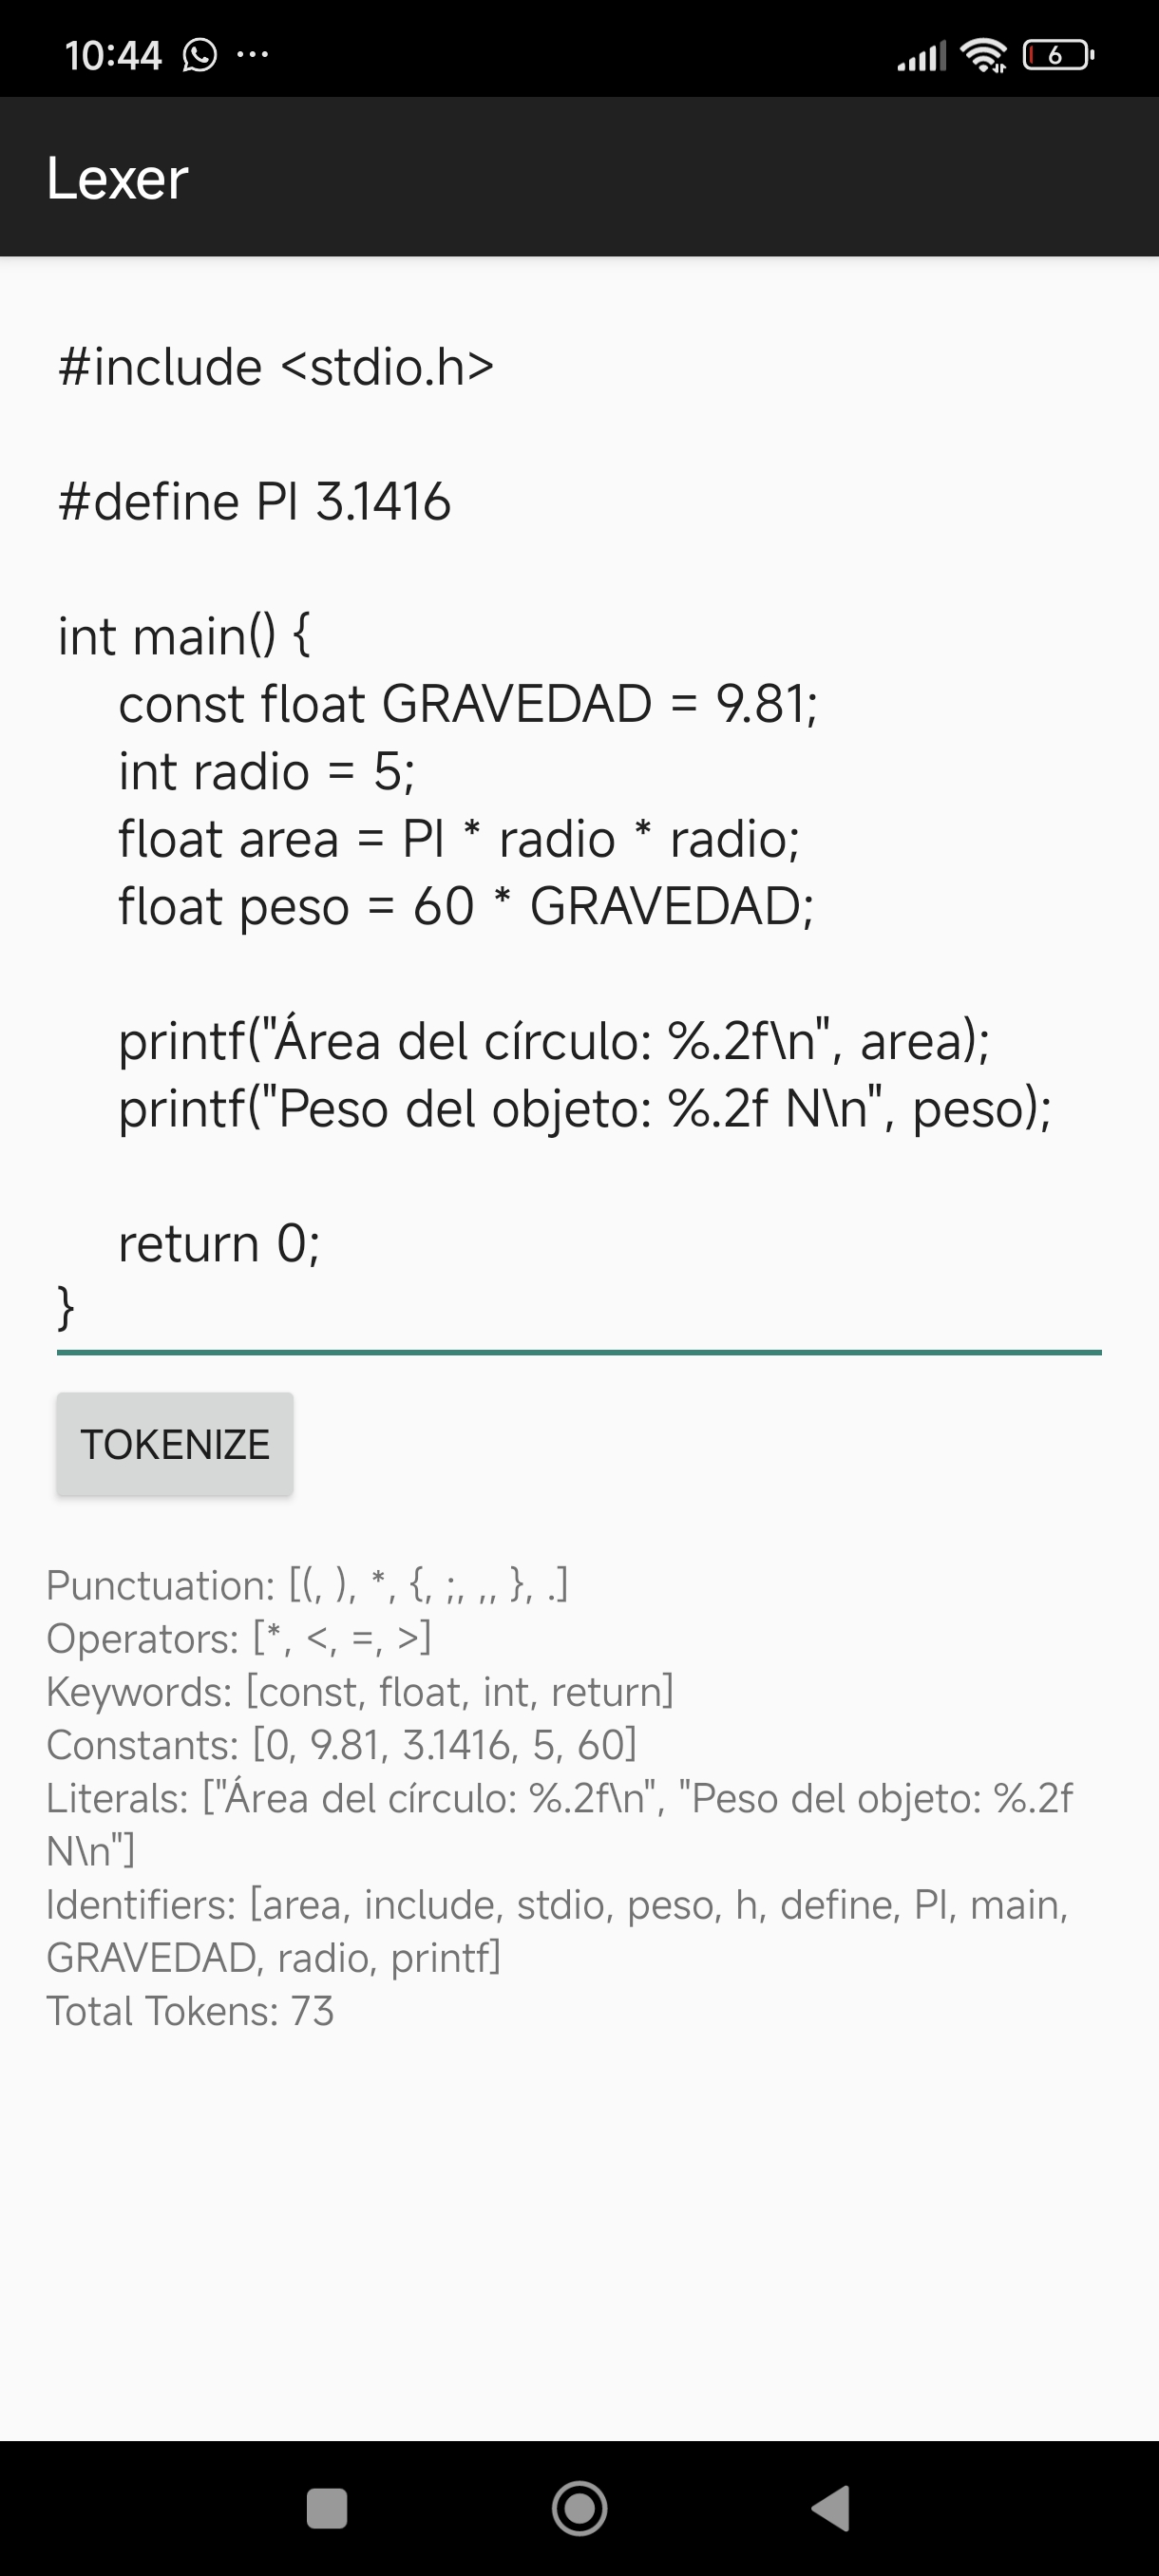 10:44
6
Lexer
#include <stdio.h>
#define PI 3.1416
int main() {
const float GRAVEDAD = 9.81;
int radio = 5;
float area = PI * radio * radio;
float peso = 60 * GRAVEDAD;
printf("Área del círculo: %.2f\n", area);
printf("Peso del objeto: %.2f N\n", peso);
return 0;
}
TOKENIZE
Punctuation: [(, ), *, {, ;, ,, }, .]
Operators: [*, <, =, >]
Keywords: [const, float, int, return]
Constants: [0, 9.81, 3.1416, 5, 60]
Literals: ["Área del círculo: %.2f\n", "Peso del objeto: %.2f
N\n"]
Identifiers: [area, include, stdio, peso, h, define, PI, main,
GRAVEDAD, radio, printf]
Total Tokens: 73